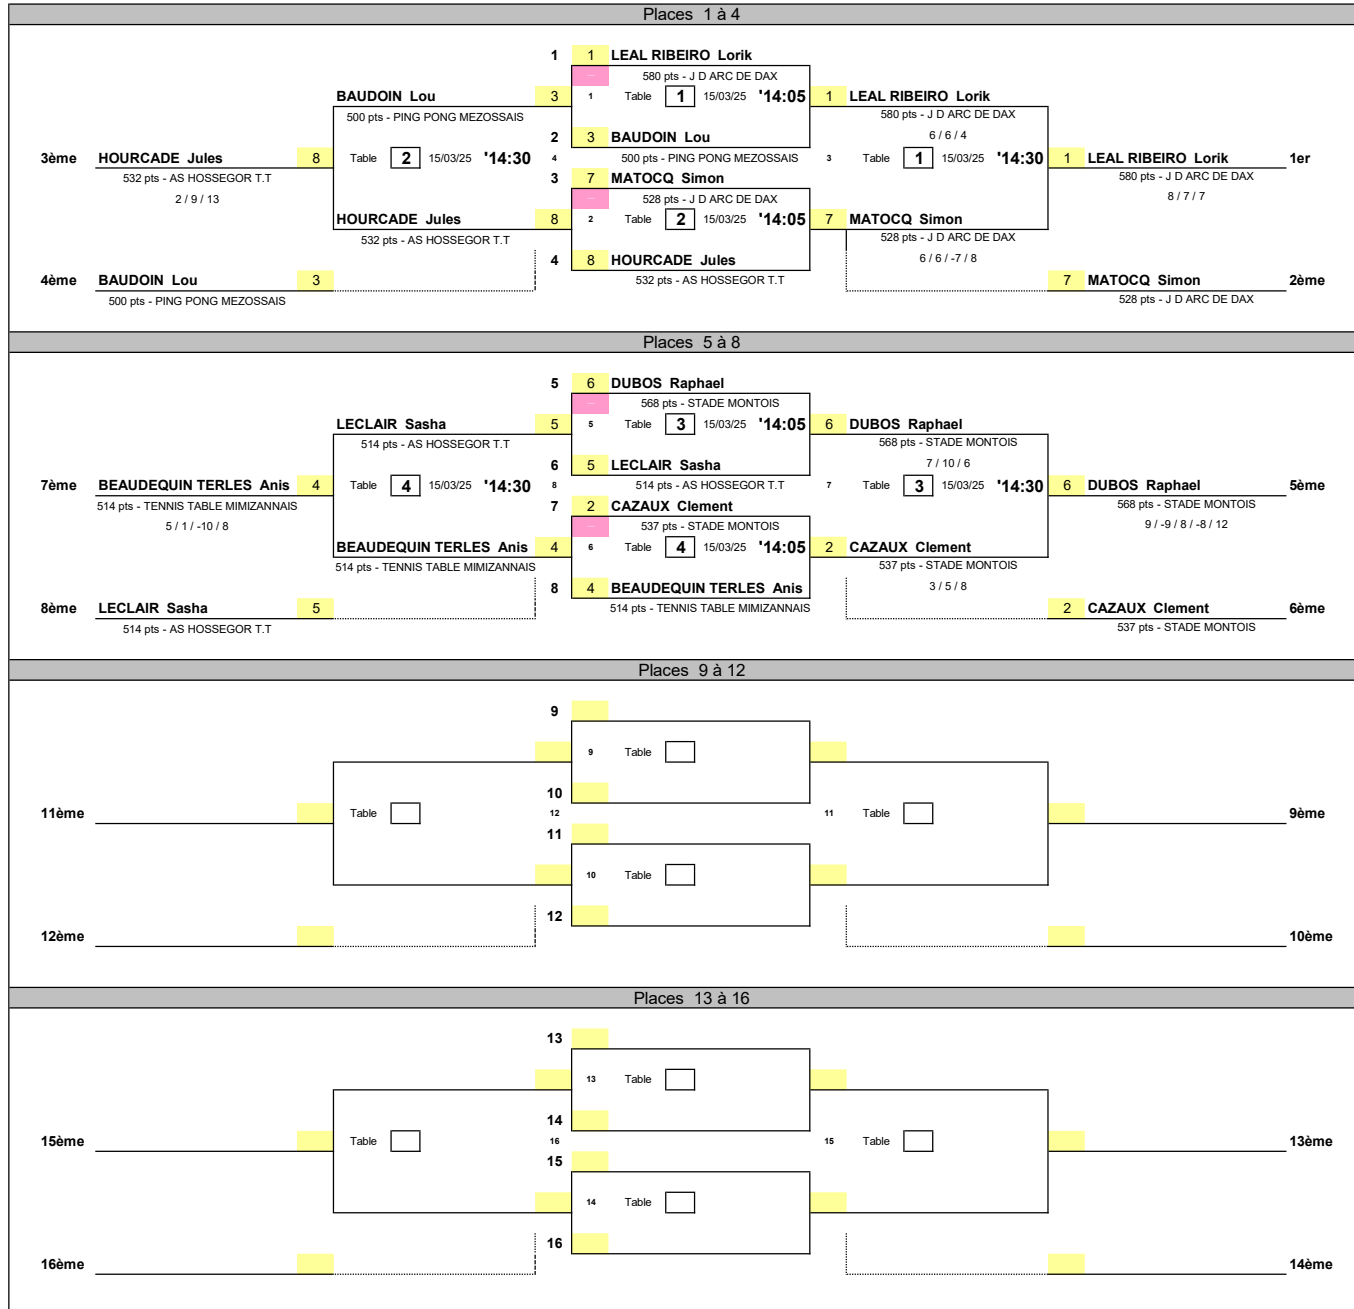 Places 1 à 4
1 1 LEAL RIBEIRO Lorik
580 pts - J D ARC DE DAX
BAUDOIN Lou 3 1 Table 1 15/03/25 '14:05 1 LEAL RIBEIRO Lorik
500 pts - PING PONG MEZOSSAIS 580 pts - J D ARC DE DAX
2 3 BAUDOIN Lou 6 / 6 / 4
3ème HOURCADE Jules 8 Table 2 15/03/25 '14:30 4 500 pts - PING PONG MEZOSSAIS 3 Table 1 15/03/25 '14:30 1 LEAL RIBEIRO Lorik 1er
532 pts - AS HOSSEGOR T.T 3 7 MATOCQ Simon 580 pts - J D ARC DE DAX
2 / 9 / 13 528 pts - J D ARC DE DAX 8 / 7 / 7
HOURCADE Jules 8 2 Table 2 15/03/25 '14:05 7 MATOCQ Simon
532 pts - AS HOSSEGOR T.T 528 pts - J D ARC DE DAX
4 8 HOURCADE Jules 6 / 6 / -7 / 8
4ème BAUDOIN Lou 3 532 pts - AS HOSSEGOR T.T 7 MATOCQ Simon 2ème
500 pts - PING PONG MEZOSSAIS 528 pts - J D ARC DE DAX
Places 5 à 8
5 6 DUBOS Raphael
568 pts - STADE MONTOIS
LECLAIR Sasha 5 5 Table 3 15/03/25 '14:05 6 DUBOS Raphael
514 pts - AS HOSSEGOR T.T 568 pts - STADE MONTOIS
6 5 LECLAIR Sasha 7 / 10 / 6
7ème BEAUDEQUIN TERLES Anis 4 Table 4 15/03/25 '14:30 8 514 pts - AS HOSSEGOR T.T 7 Table 3 15/03/25 '14:30 6 DUBOS Raphael 5ème
514 pts - TENNIS TABLE MIMIZANNAIS 7 2 CAZAUX Clement 568 pts - STADE MONTOIS
5 / 1 / -10 / 8 537 pts - STADE MONTOIS 9 / -9 / 8 / -8 / 12
BEAUDEQUIN TERLES Anis 4 6 Table 4 15/03/25 '14:05 2 CAZAUX Clement
514 pts - TENNIS TABLE MIMIZANNAIS 537 pts - STADE MONTOIS
8 4 BEAUDEQUIN TERLES Anis 3 / 5 / 8
8ème LECLAIR Sasha 5 514 pts - TENNIS TABLE MIMIZANNAIS 2 CAZAUX Clement 6ème
514 pts - AS HOSSEGOR T.T 537 pts - STADE MONTOIS
Places 9 à 12
9
9 Table
10
11ème Table 12 11 Table 9ème
11
10 Table
12
12ème 10ème
Places 13 à 16
13
13 Table
14
15ème Table 16 15 Table 13ème
15
14 Table
16
16ème 14ème